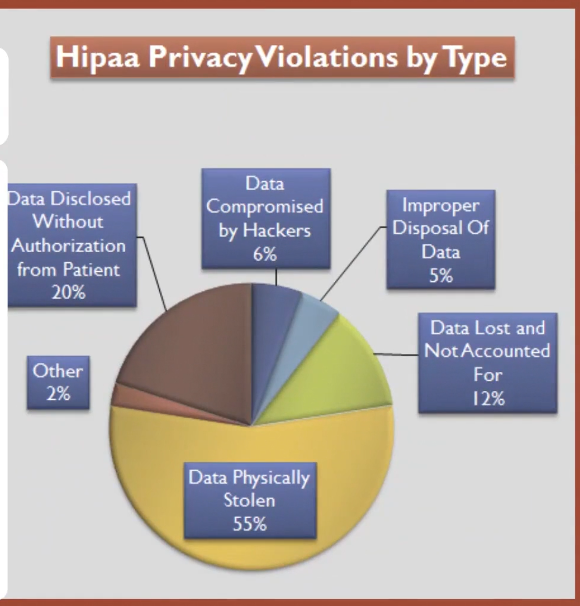 Hipaa Privacy Violations by Type
Data Disclosed
Without
Authorization
from Patient
20%
Data
Compromised
by Hackers
6%
Improper
Disposal Of
Data
5%
Data Lost and
Not Accounted
For
12%
Other
2%
Data Physically
Stolen
55%